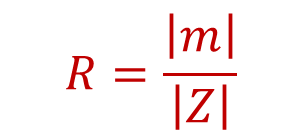 R = |m| / |Z|